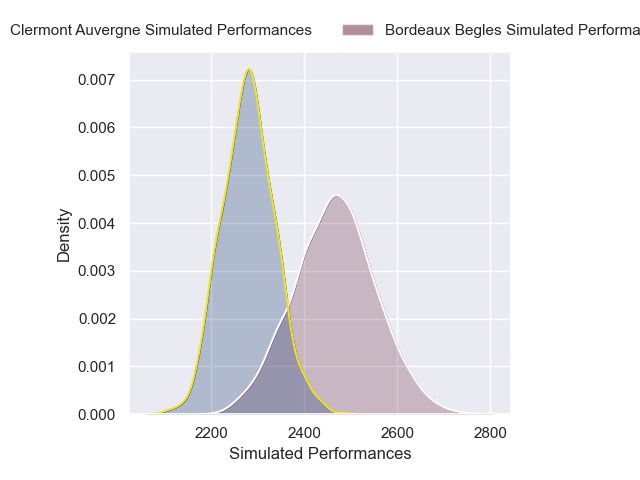 Clermont Auvergne Simulated Performances
Bordeaux Begles Simulated Performa
0.007
0.006
0.005
0.004
0.003
0.002
0.001
0.000
Density
2200 2400 2600 2800
Simulated Performances